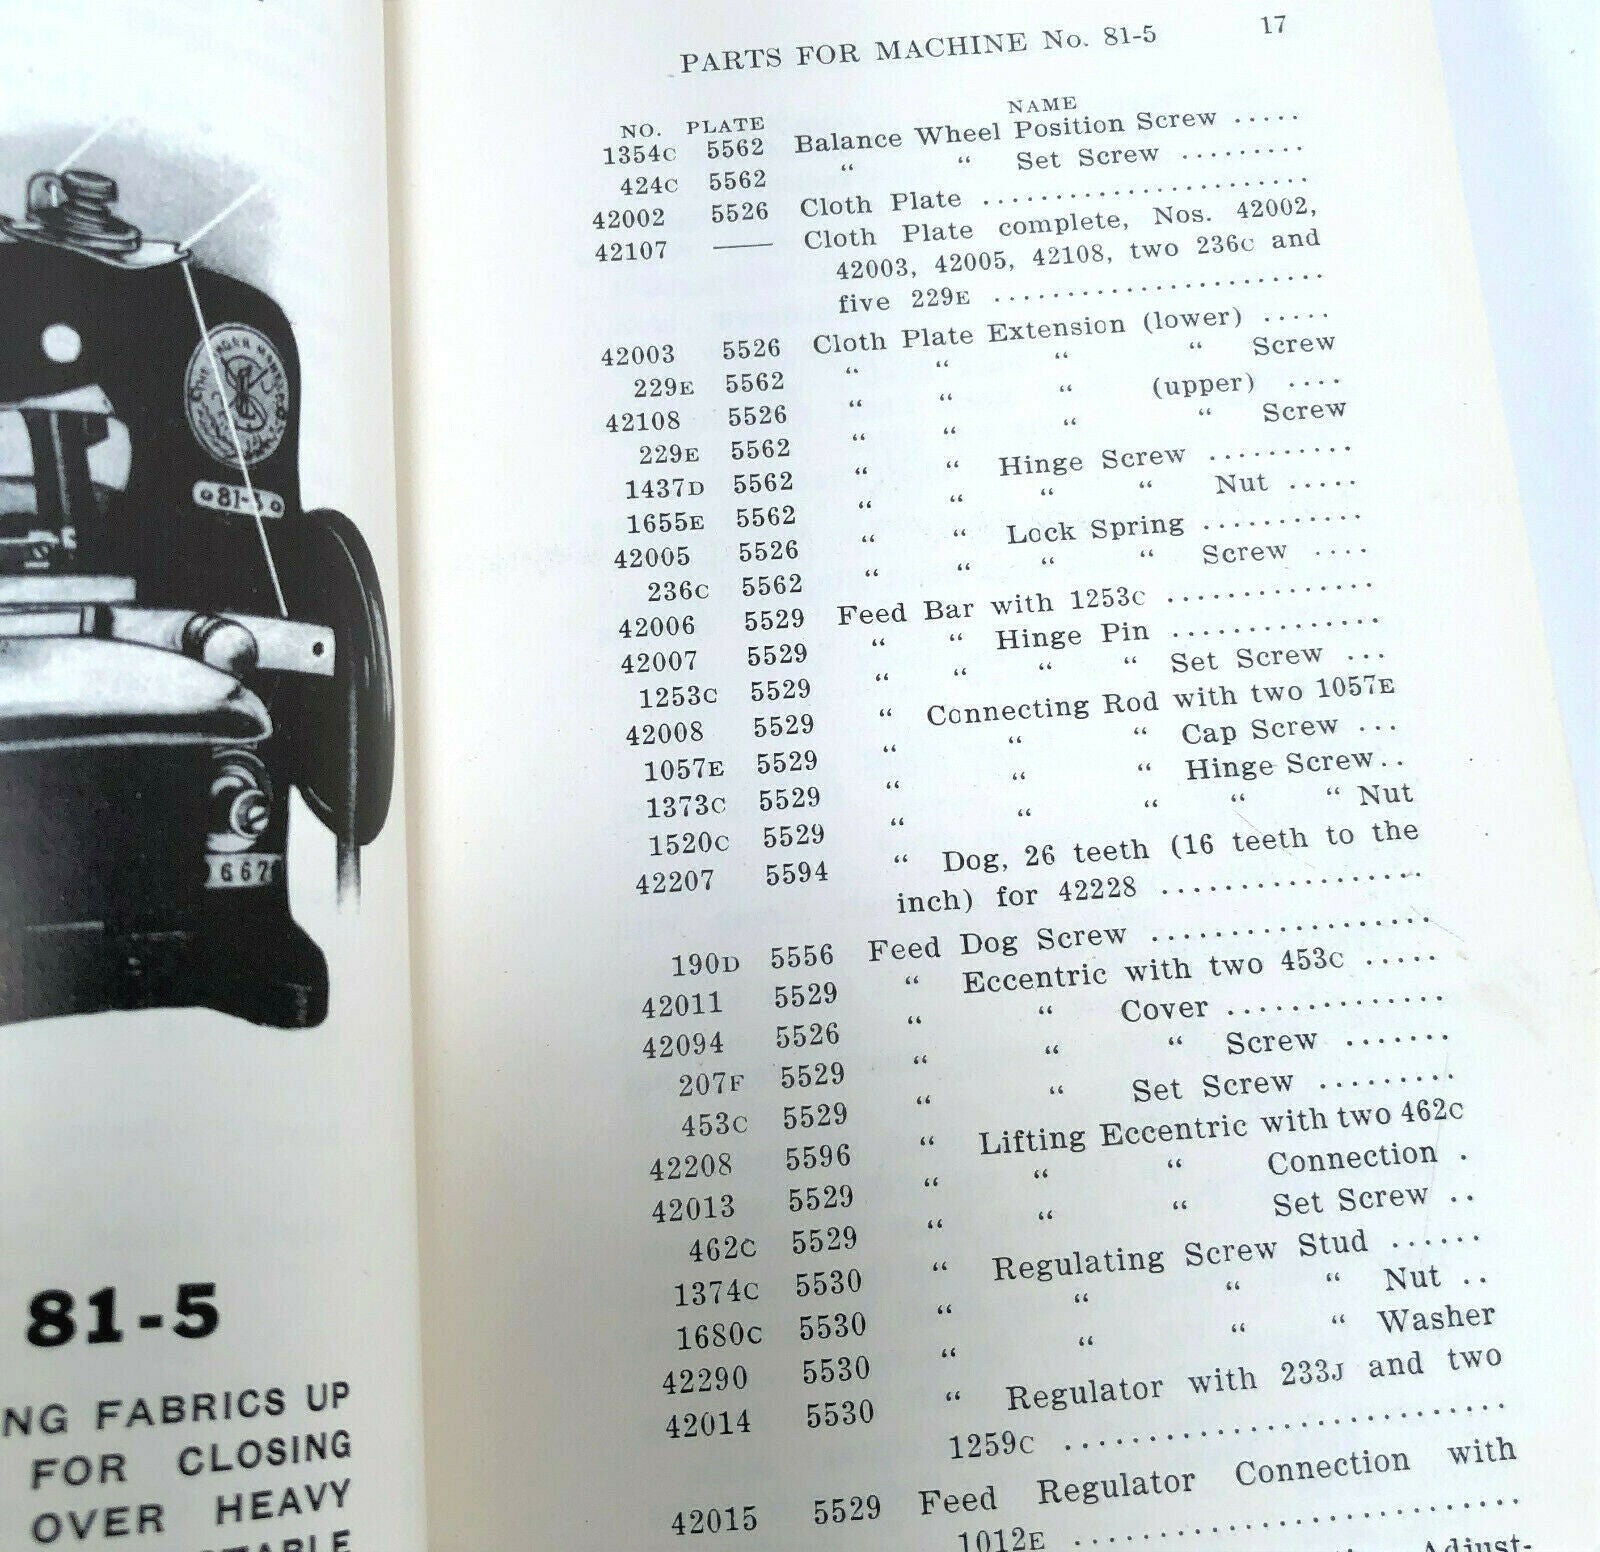 81-5
667
81-5
NG FABRICS UP
FOR CLOSING
OVER HEAVY
TABLE
PARTS FOR MACHINE No. 81-5 17
NO. PLATE NAME
1354C 5562 Balance Wheel Position Screw .....
424C 5562 “ “ Set Screw .........
42002 5526 Cloth Plate .......................
42107 —— Cloth Plate complete, Nos. 42002,
42003, 42005, 42108, two 236C and
five 229E .......................
42003 5526 Cloth Plate Extension (lower) .....
229E 5562 “ “ “ “ Screw
42108 5526 “ “ “ (upper) ....
229E 5562 “ “ “ “ Screw
1437D 5562 “ “ Hinge Screw ..........
1655E 5562 “ “ “ “ Nut .....
42005 5526 “ “ Lock Spring ...........
236C 5562 “ “ “ “ Screw ....
42006 5529 Feed Bar with 1253C ..............
42007 5529 “ “ Hinge Pin ..............
1253C 5529 “ “ “ “ Set Screw ...
42008 5529 “ Connecting Rod with two 1057E
1057E 5529 “ “ “ Cap Screw ...
1373C 5529 “ “ “ Hinge Screw..
1520C 5529 “ “ “ “ “ Nut
42207 5594 “ Dog, 26 teeth (16 teeth to the
inch) for 42228 ..................
190D 5556 Feed Dog Screw ...................
42011 5529 “ Eccentric with two 453C .....
42094 5526 “ “ Cover ..............
207F 5529 “ “ “ Screw .......
453C 5529 “ “ Set Screw .........
42208 5596 “ Lifting Eccentric with two 462C
42013 5529 “ “ “ Connection .
462C 5529 “ “ “ Set Screw ..
1374C 5530 “ Regulating Screw Stud ......
1680C 5530 “ “ “ “ Nut ..
42290 5530 “ “ “ “ Washer
42014 5530 “ Regulator with 233J and two
1259C ............................
42015 5529 Feed Regulator Connection with
1012E ............................
Adjust-